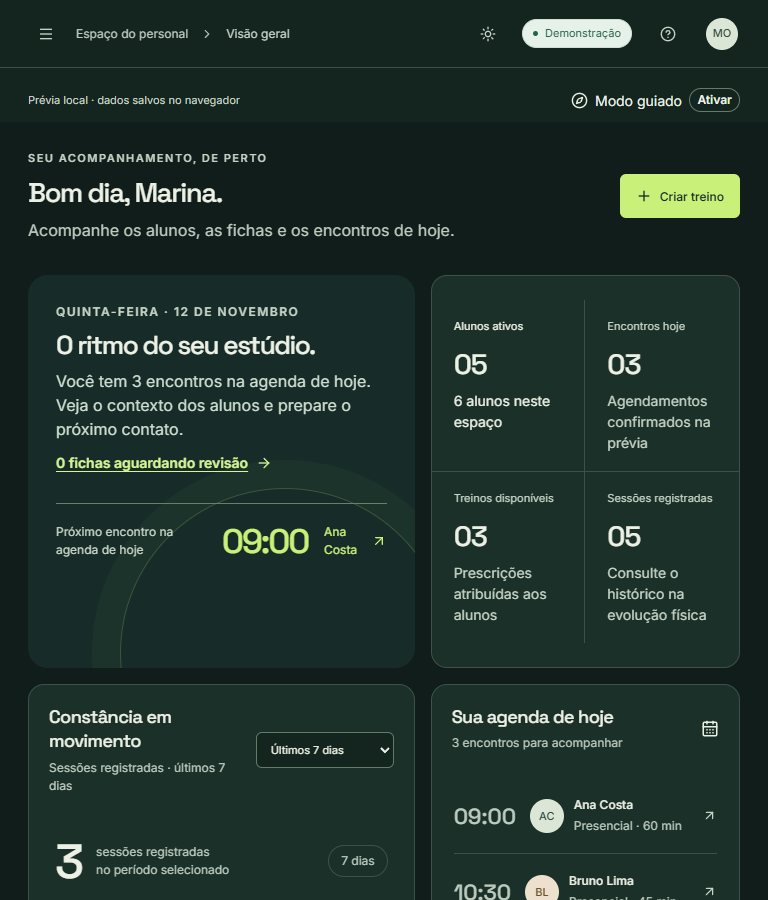 Espaço do personal
Visão geral
Demonstração
MO
Prévia local · dados salvos no navegador
Modo guiado
Ativar
SEU ACOMPANHAMENTO, DE PERTO
Bom dia, Marina.
Acompanhe os alunos, as fichas e os encontros de hoje.
Criar treino
QUINTA-FEIRA · 12 DE NOVEMBRO
O ritmo do seu estúdio.
Você tem 3 encontros na agenda de hoje.
Veja o contexto dos alunos e prepare o
próximo contato.
0 fichas aguardando revisão
Próximo encontro na
agenda de hoje
09:00
Ana
Costa
Alunos ativos
05
6 alunos neste
espaço
Encontros hoje
03
Agendamentos
confirmados na
prévia
Treinos disponíveis
03
Prescrições
atribuídas aos
alunos
Sessões registradas
05
Consulte o
histórico na
evolução física
Constância em
movimento
Sessões registradas · últimos 7
dias
Últimos 7 dias
3
sessões registradas
no período selecionado
7 dias
Sua agenda de hoje
3 encontros para acompanhar
09:00
AC
Ana Costa
Presencial · 60 min
10:30
BL
Bruno Lima
Presencial · 45 min